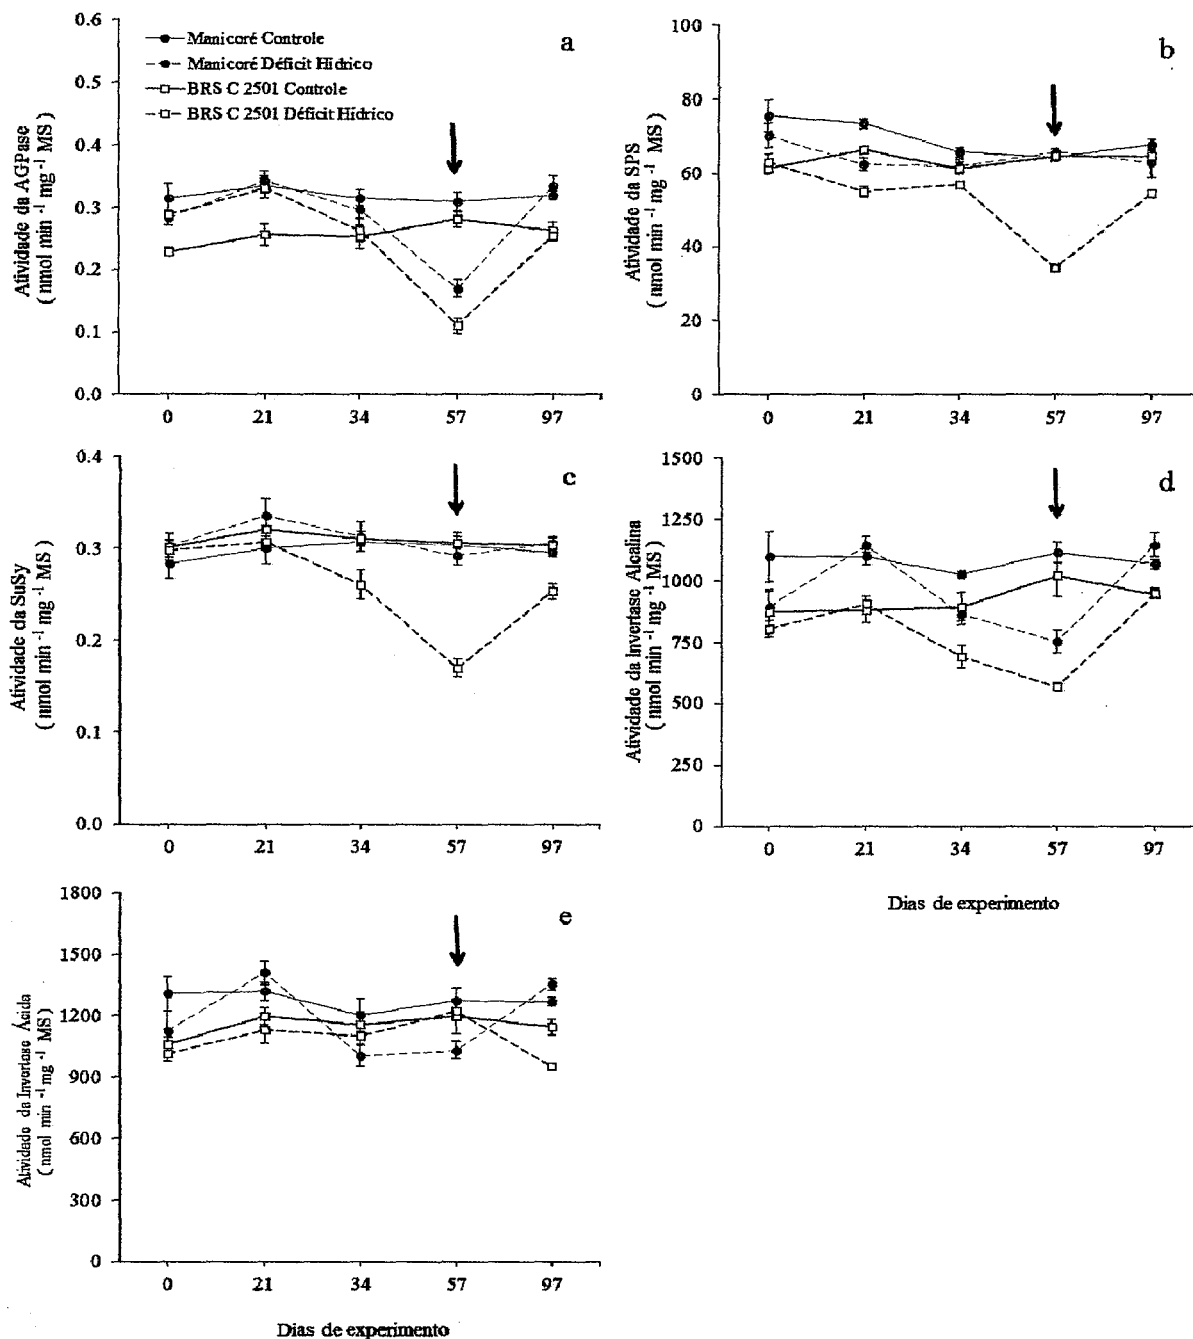 a
Manicoré Controle
Manicoré Déficit Hídrico
BRS C 2501 Controle
BRS C 2501 Déficit Hídrico
Atividade da AGPase
( nmol min -1 mg -1 MS)
0.6
0.5
0.4
0.3
0.2
0.1
0.0
0 21 34 57 97
b
Atividade da SPS
( nmol min -1 mg -1 MS)
100
80
60
40
20
0
0 21 34 57 97
c
Atividade da SuSy
( nmol min -1 mg -1 MS)
0.4
0.3
0.2
0.1
0.0
0 21 34 57 97
d
Atividade da Invertase Alcalina
( nmol min -1 mg -1 MS)
1500
1250
1000
750
500
250
0
0 21 34 57 97
Dias de experimento
e
Atividade da Invertase Ácida
( nmol min -1 mg -1 MS)
1800
1500
1200
900
600
300
0
0 21 34 57 97
Dias de experimento